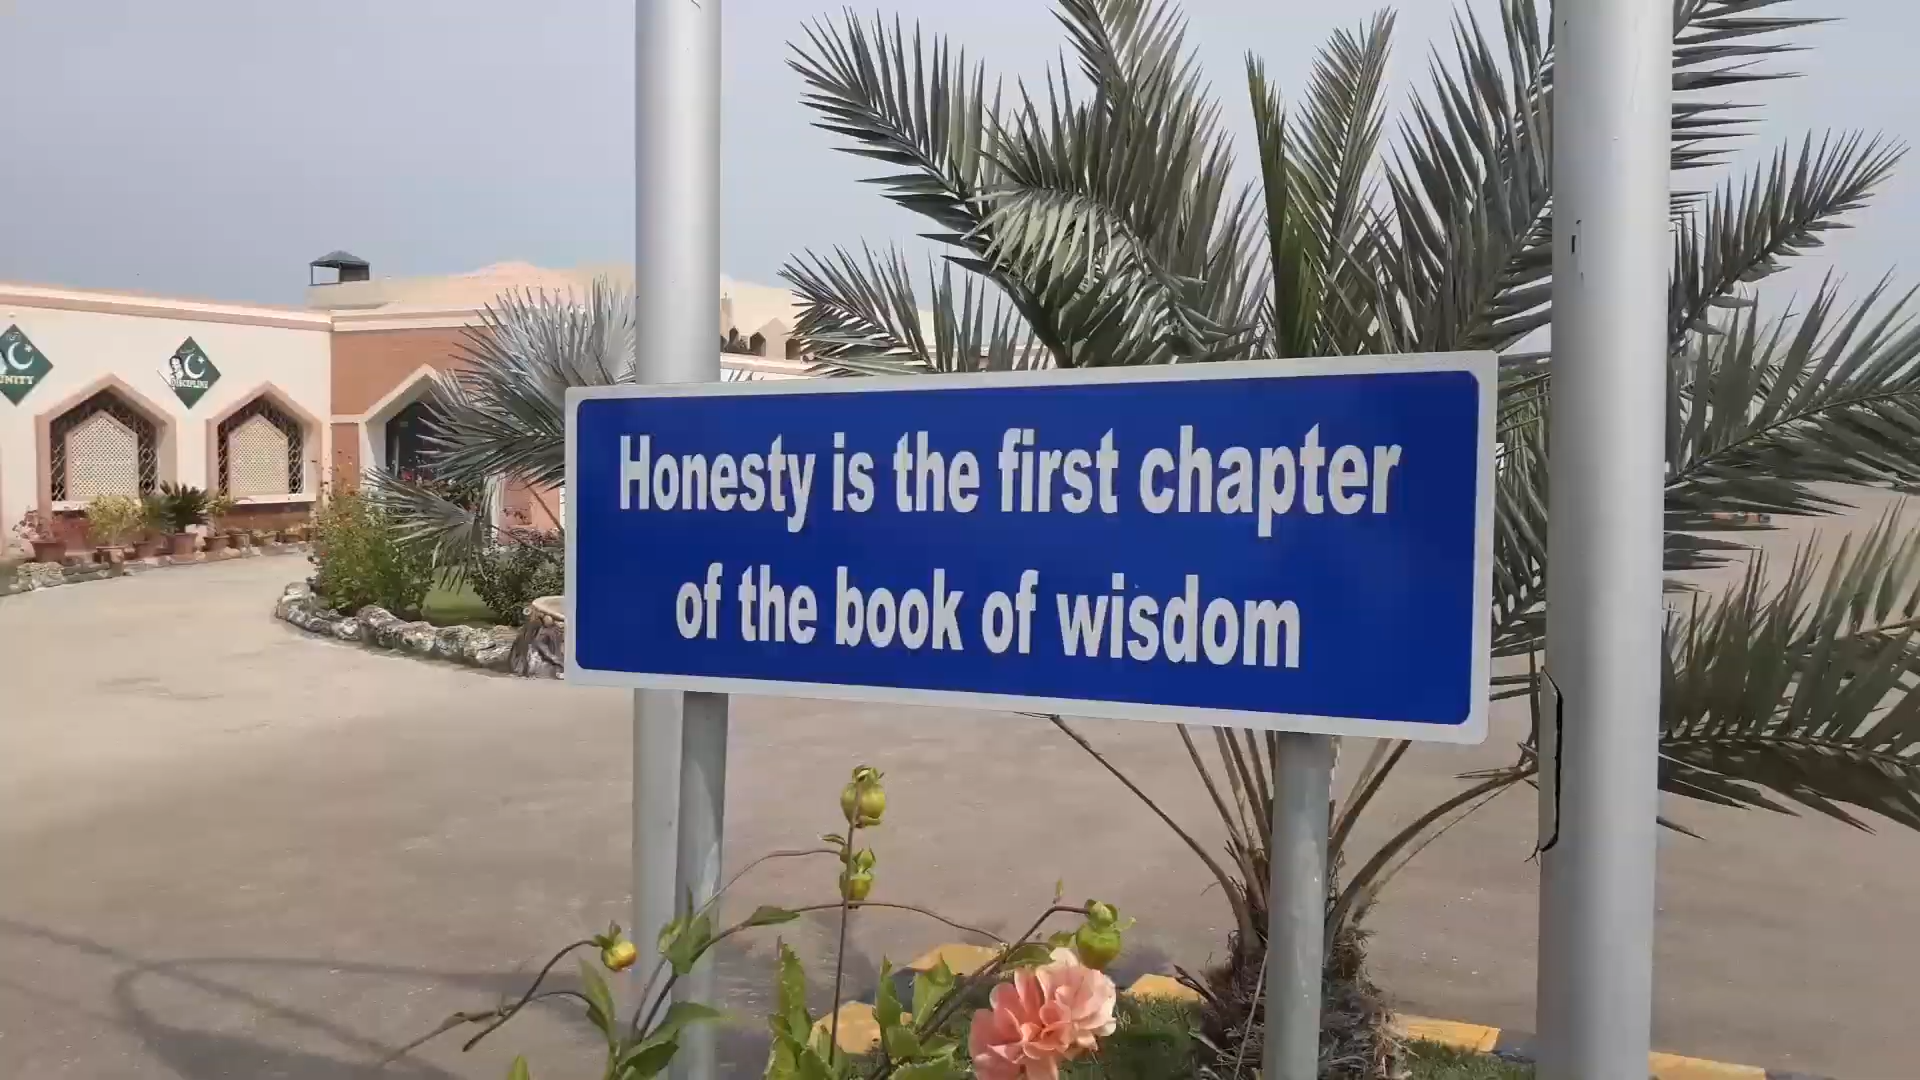 UNITY
DISCIPLINE
Honesty is the first chapter
of the book of wisdom